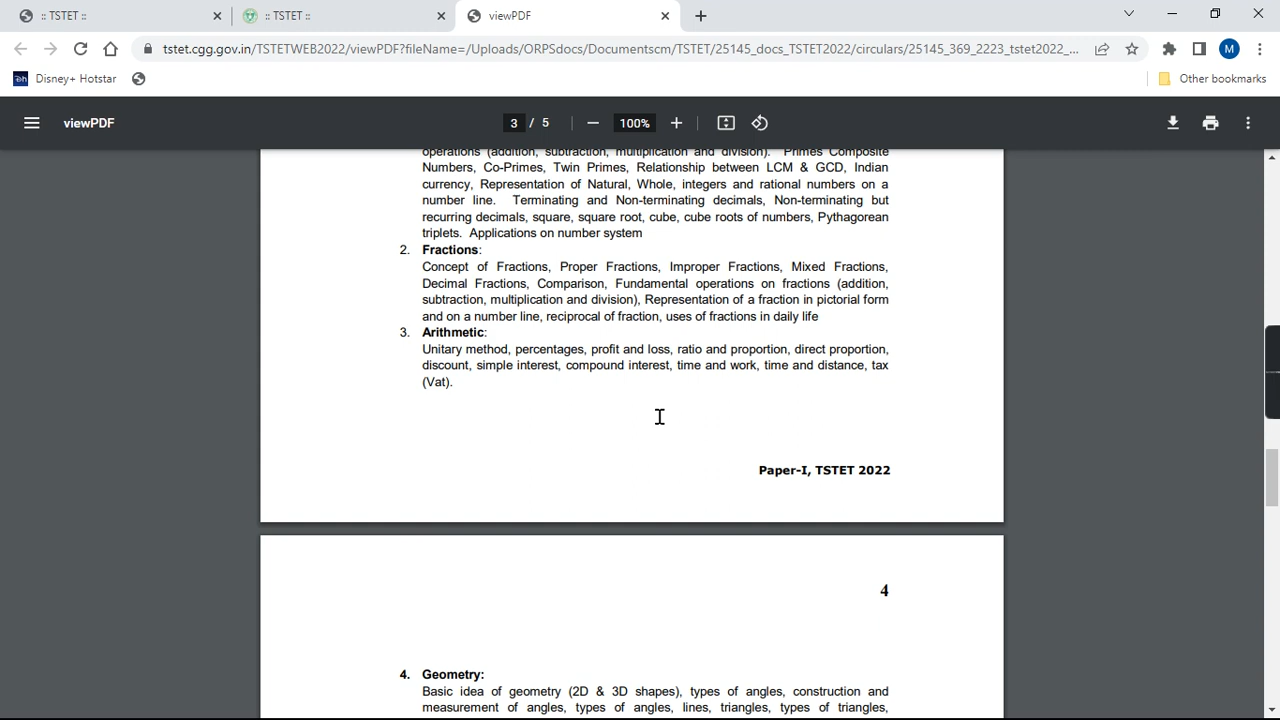 :: TSTET ::
:: TSTET ::
viewPDF
tstet.cgg.gov.in/TSTETWEB2022/viewPDF?fileName=/Uploads/ORPSdocs/Documentscm/TSTET/25145_docs_TSTET2022/circulars/25145_369_2223_tstet2022_...
M
Disney+ Hotstar
Other bookmarks
viewPDF
3 / 5
100%
operations (addition, subtraction, multiplication and division). Primes Composite
Numbers, Co-Primes, Twin Primes, Relationship between LCM & GCD, Indian
currency, Representation of Natural, Whole, integers and rational numbers on a
number line. Terminating and Non-terminating decimals, Non-terminating but
recurring decimals, square, square root, cube, cube roots of numbers, Pythagorean
triplets. Applications on number system
2. Fractions:
Concept of Fractions, Proper Fractions, Improper Fractions, Mixed Fractions,
Decimal Fractions, Comparison, Fundamental operations on fractions (addition,
subtraction, multiplication and division), Representation of a fraction in pictorial form
and on a number line, reciprocal of fraction, uses of fractions in daily life
3. Arithmetic:
Unitary method, percentages, profit and loss, ratio and proportion, direct proportion,
discount, simple interest, compound interest, time and work, time and distance, tax
(Vat).
Paper-I, TSTET 2022
4
4. Geometry:
Basic idea of geometry (2D & 3D shapes), types of angles, construction and
measurement of angles, types of angles, lines, triangles, types of triangles,